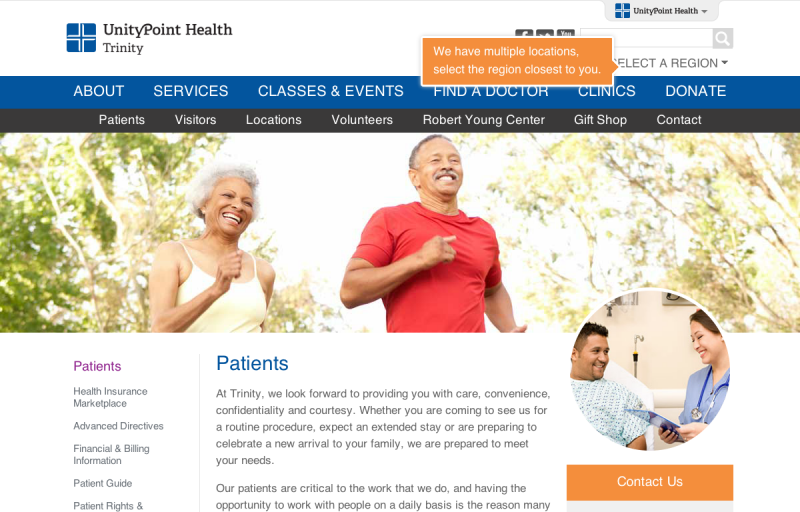 UnityPoint Health
UnityPoint Health
Trinity
You
We have multiple locations,
select the region closest to you.
ELECT A REGION
ABOUT SERVICES CLASSES & EVENTS FIND A DOCTOR CLINICS DONATE
Patients Visitors Locations Volunteers Robert Young Center Gift Shop Contact
Patients
Health Insurance
Marketplace
Advanced Directives
Financial & Billing
Information
Patient Guide
Patient Rights &
Patients
At Trinity, we look forward to providing you with care, convenience,
confidentiality and courtesy. Whether you are coming to see us for
a routine procedure, expect an extended stay or are preparing to
celebrate a new arrival to your family, we are prepared to meet
your needs.
Our patients are critical to the work that we do, and having the
opportunity to work with people on a daily basis is the reason many
Contact Us